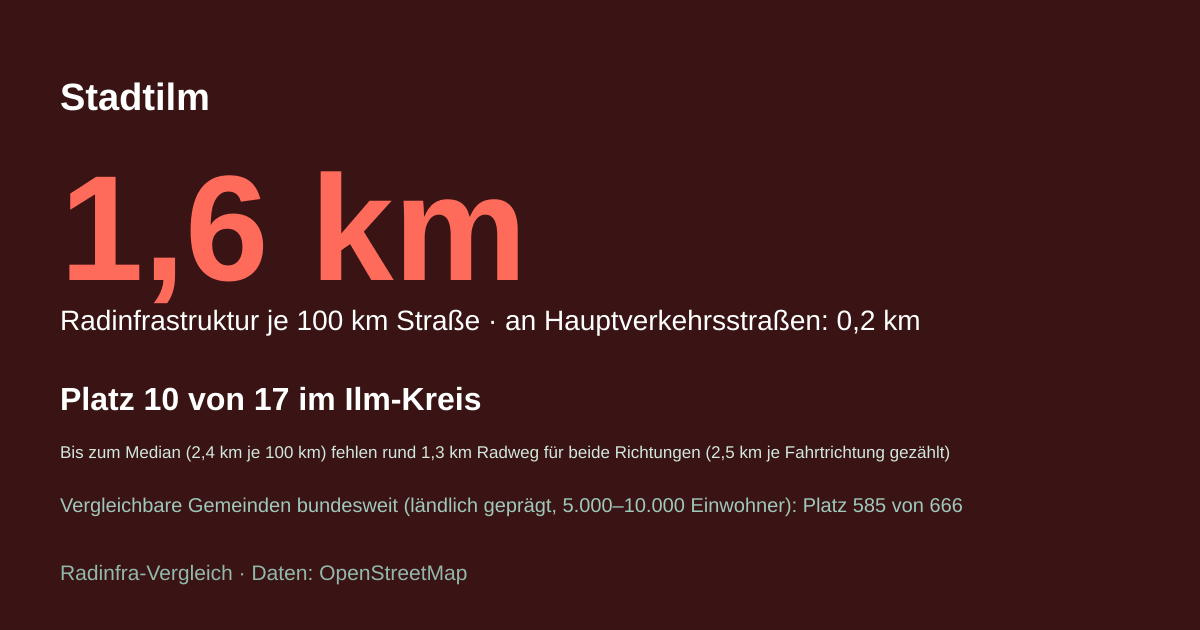 Stadtilm
1,6 km
Radinfrastruktur je 100 km Straße · an Hauptverkehrsstraßen: 0,2 km
Platz 10 von 17 im Ilm-Kreis
Bis zum Median (2,4 km je 100 km) fehlen rund 1,3 km Radweg für beide Richtungen (2,5 km je Fahrtrichtung gezählt)
Vergleichbare Gemeinden bundesweit (ländlich geprägt, 5.000–10.000 Einwohner): Platz 585 von 666
Radinfra-Vergleich · Daten: OpenStreetMap